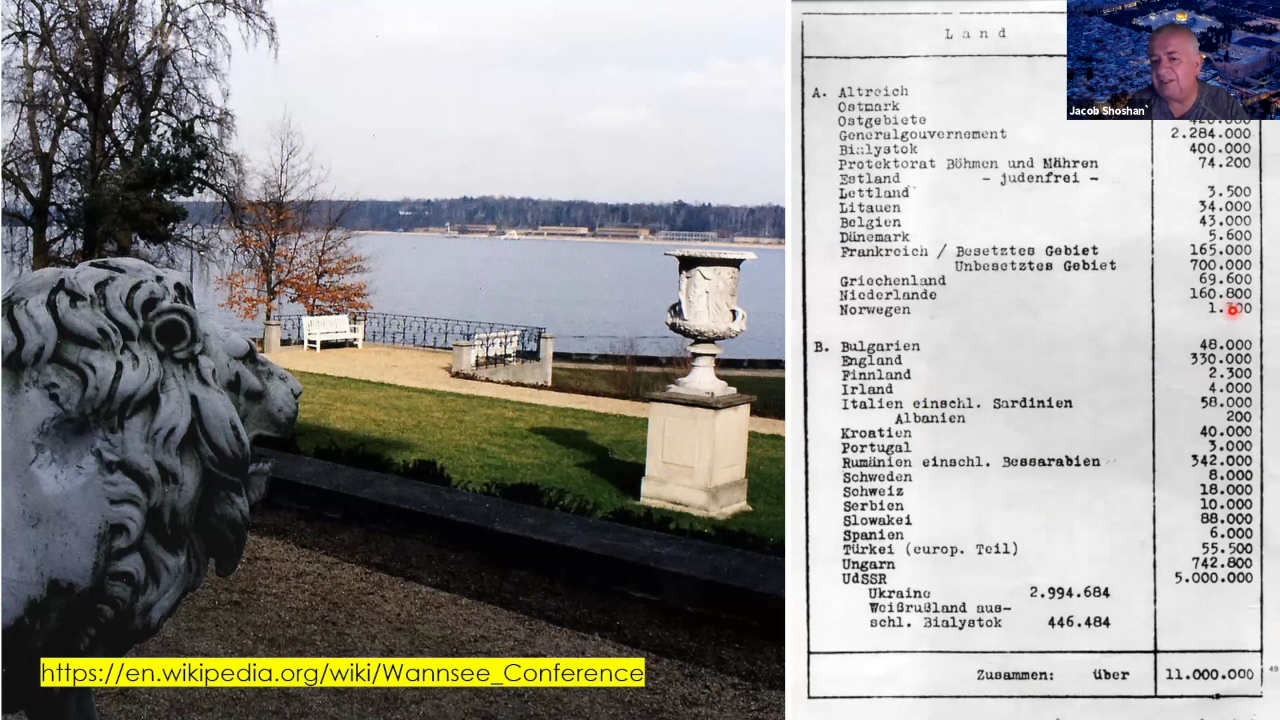 https://en.wikipedia.org/wiki/Wannsee_Conference
Land
Jacob Shoshan`
A. Altreich
Ostmark
Ostgebiete
Generalgouvernement 2.284.000
Bialystok 400.000
Protektorat Böhmen und Mähren 74.200
Estland - judenfrei -
Lettland 3.500
Litauen 34.000
Belgien 43.000
Dänemark 5.600
Frankreich / Besetztes Gebiet 165.000
Unbesetztes Gebiet 700.000
Griechenland 69.600
Niederlande 160.800
Norwegen
B. Bulgarien 48.000
England 330.000
Finnland 2.300
Irland 4.000
Italien einschl. Sardinien 58.000
Albanien 200
Kroatien 40.000
Portugal 3.000
Rumänien einschl. Bessarabien 342.000
Schweden 8.000
Schweiz 18.000
Serbien 10.000
Slowakei 88.000
Spanien 6.000
Türkei (europ. Teil) 55.500
Ungarn 742.800
UdSSR 5.000.000
Ukraine 2.994.684
Weißrußland aus-
schl. Bialystok 446.484
Zusammen: über 11.000.000
49